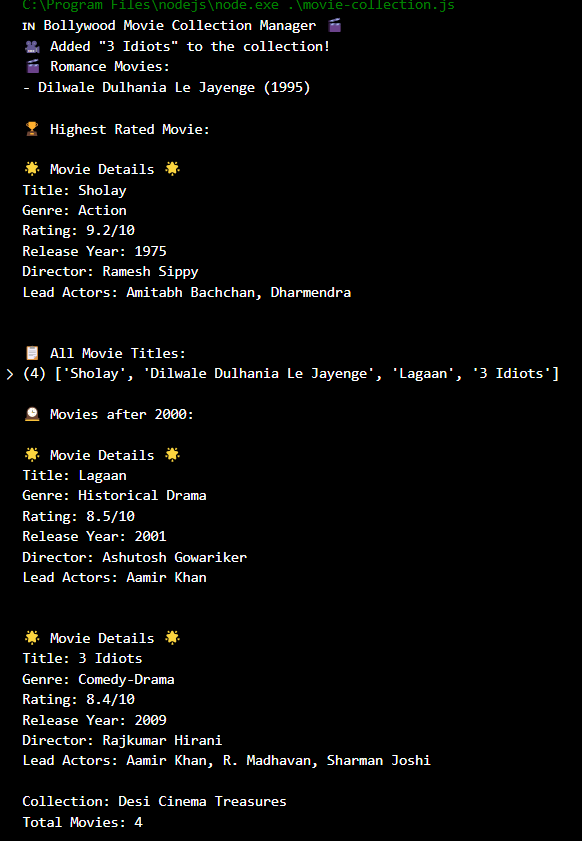 C:\Program Files\nodejs\node.exe .\movie-collection.js
IN Bollywood Movie Collection Manager 🎬
🎥 Added "3 Idiots" to the collection!
🎬 Romance Movies:
- Dilwale Dulhania Le Jayenge (1995)
🏆 Highest Rated Movie:
🌟 Movie Details 🌟
Title: Sholay
Genre: Action
Rating: 9.2/10
Release Year: 1975
Director: Ramesh Sippy
Lead Actors: Amitabh Bachchan, Dharmendra
📋 All Movie Titles:
> (4) ['Sholay', 'Dilwale Dulhania Le Jayenge', 'Lagaan', '3 Idiots']
🕰️ Movies after 2000:
🌟 Movie Details 🌟
Title: Lagaan
Genre: Historical Drama
Rating: 8.5/10
Release Year: 2001
Director: Ashutosh Gowariker
Lead Actors: Aamir Khan
🌟 Movie Details 🌟
Title: 3 Idiots
Genre: Comedy-Drama
Rating: 8.4/10
Release Year: 2009
Director: Rajkumar Hirani
Lead Actors: Aamir Khan, R. Madhavan, Sharman Joshi
Collection: Desi Cinema Treasures
Total Movies: 4